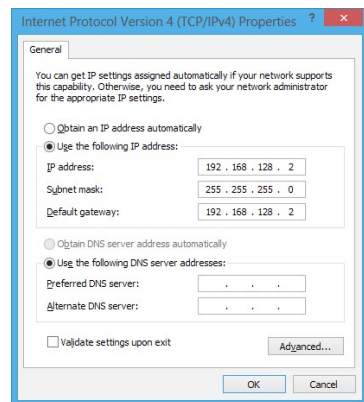 Internet Protocol Version 4 (TCP/IPv4) Properties ? ×
General
You can get IP settings assigned automatically if your network supports
this capability. Otherwise, you need to ask your network administrator
for the appropriate IP settings.
Obtain an IP address automatically
Use the following IP address:
IP address: 192 . 168 . 128 . 2
Subnet mask: 255 . 255 . 255 . 0
Default gateway: 192 . 168 . 128 . 2
Obtain DNS server address automatically
Use the following DNS server addresses:
Preferred DNS server: . . .
Alternate DNS server: . . .
Validate settings upon exit
Advanced...
OK Cancel